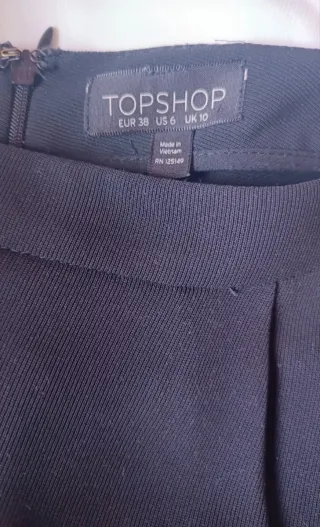 TOPSHOP
EUR 38 US 6 UK 10
Made in
Vietnam
RN 125149